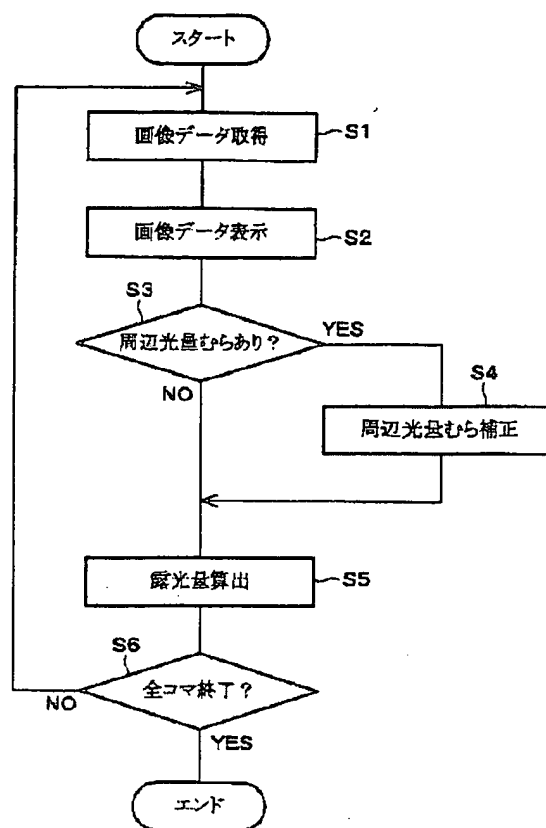 スタート
画像データ取得
S1
画像データ表示
S2
S3
周辺光量むらあり?
YES
NO
S4
周辺光量むら補正
露光量算出
S5
S6
全コマ終了?
NO
YES
エンド